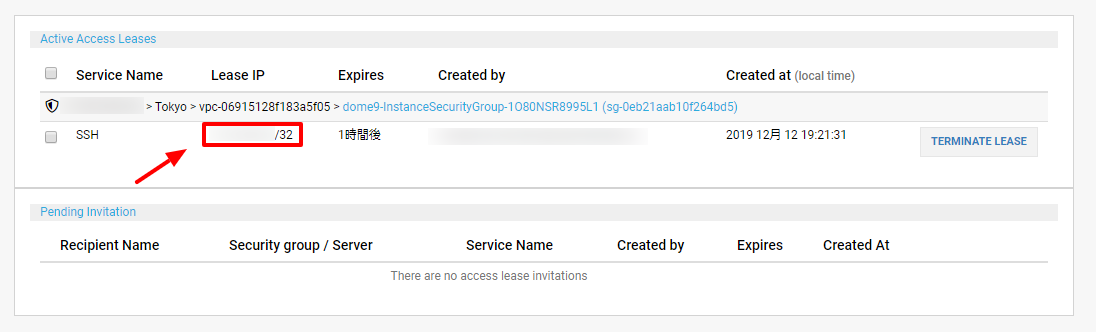 Active Access Leases
Service Name Lease IP Expires Created by Created at (local time)
> Tokyo > vpc-06915128f183a5f05 > dome9-InstanceSecurityGroup-1O80NSR8995L1 (sg-0eb21aab10f264bd5)
SSH /32 1時間後 2019 12月 12 19:21:31 TERMINATE LEASE
Pending Invitation
Recipient Name Security group / Server Service Name Created by Expires Created At
There are no access lease invitations